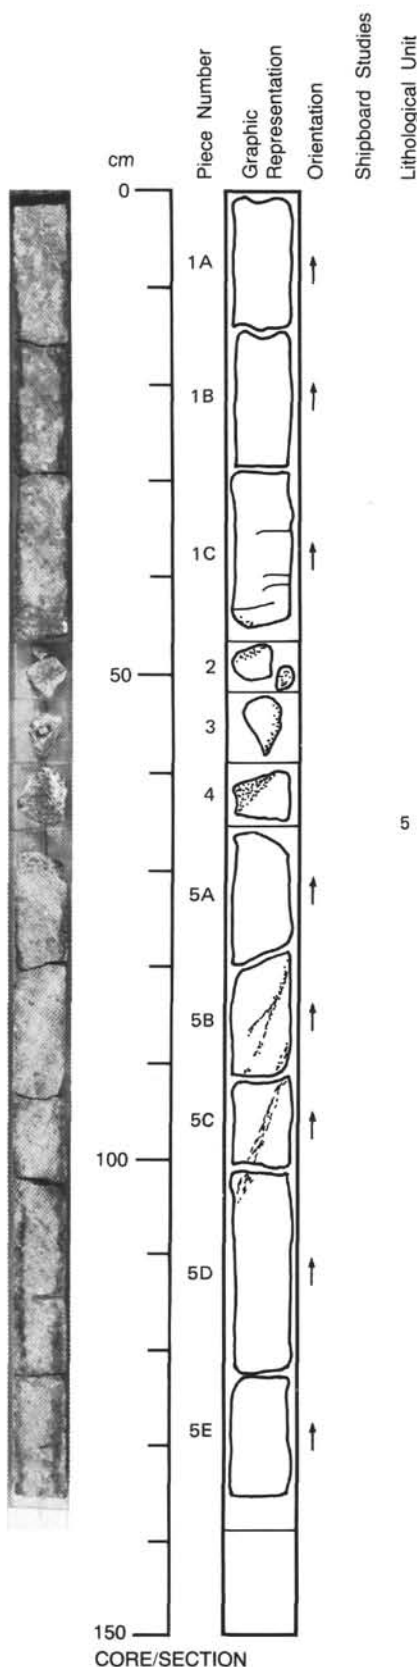 cm
Piece Number
Graphic
Representation
Orientation
Shipboard Studies
Lithological Unit
0
1A
1B
1C
50
2
3
4
5
5A
5B
5C
100
5D
5E
150
CORE/SECTION